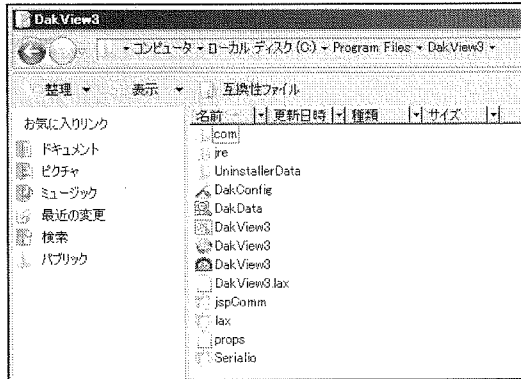 DakView3
コンピュータ ▾ ローカル ディスク (C:) ▾ Program Files ▾ DakView3 ▾
整理 ▾ 表示 ▾ 互換性ファイル
お気に入りリンク
ドキュメント
ピクチャ
ミュージック
最近の変更
検索
パブリック
名前 更新日時 種類 サイズ
com
jre
UninstallerData
DakConfig
DakData
DakView3
DakView3
DakView3
DakView3.lax
jspComm
lax
props
Serialio